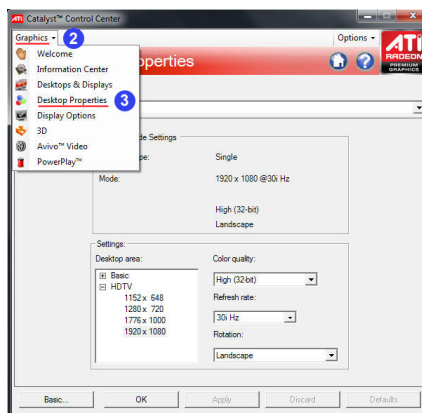 Catalyst™ Control Center
Graphics
2
Options
ATI
RADEON
PREMIUM
GRAPHICS
Welcome
Information Center
Desktops & Displays
Desktop Properties
3
Display Options
3D
Avivo™ Video
PowerPlay™
operties
de Settings
pe:
Single
Mode:
1920 x 1080 @30i Hz
High (32-bit)
Landscape
Settings:
Desktop area:
Color quality:
Basic
HDTV
1152 x 648
1280 x 720
1776 x 1000
1920 x 1080
High (32-bit)
Refresh rate:
30i Hz
Rotation:
Landscape
Basic...
OK
Apply
Discard
Defaults